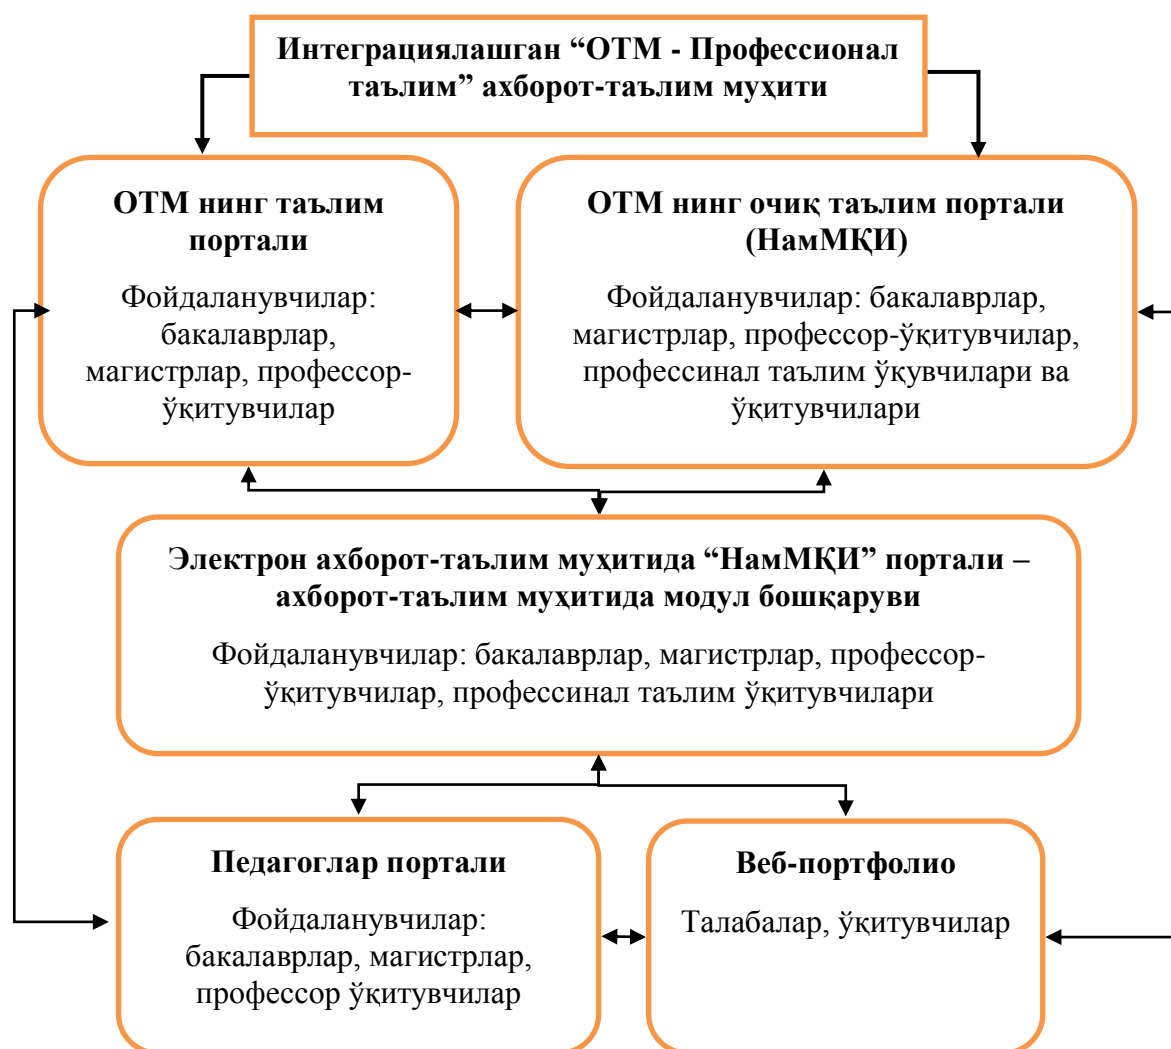 Интеграциялашган “ОТМ - Профессионал
таълим” ахборот-таълим муҳити
ОТМ нинг таълим
портали
Фойдаланувчилар:
бакалаврлар,
магистрлар, профессор-
ўқитувчилар
ОТМ нинг очиқ таълим портали
(НамМҚИ)
Фойдаланувчилар: бакалаврлар,
магистрлар, профессор-ўқитувчилар,
профессинал таълим ўқувчилари ва
ўқитувчилари
Электрон ахборот-таълим муҳитида “НамМҚИ” портали –
ахборот-таълим муҳитида модул бошқаруви
Фойдаланувчилар: бакалаврлар, магистрлар, профессор-
ўқитувчилар, профессинал таълим ўқитувчилари
Педагоглар портали
Фойдаланувчилар:
бакалаврлар, магистрлар,
профессор ўқитувчилар
Веб-портфолио
Талабалар, ўқитувчилар